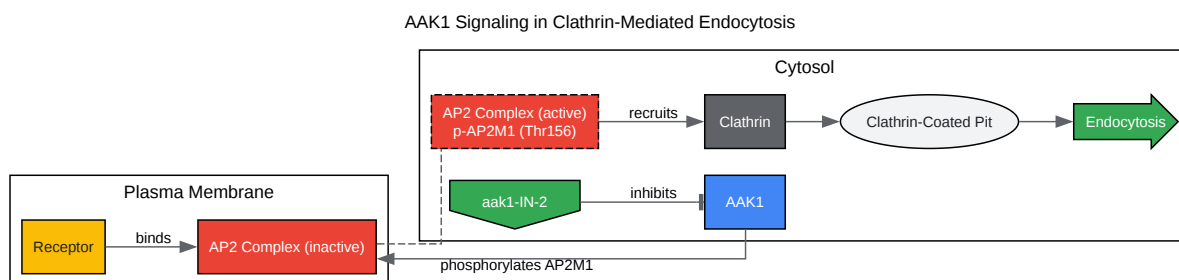 AAK1 Signaling in Clathrin-Mediated Endocytosis
Cytosol
AP2 Complex (active)
p-AP2M1 (Thr156)
recruits
Clathrin
Clathrin-Coated Pit
Endocytosis
aak1-IN-2
inhibits
AAK1
Plasma Membrane
Receptor
binds
AP2 Complex (inactive)
phosphorylates AP2M1